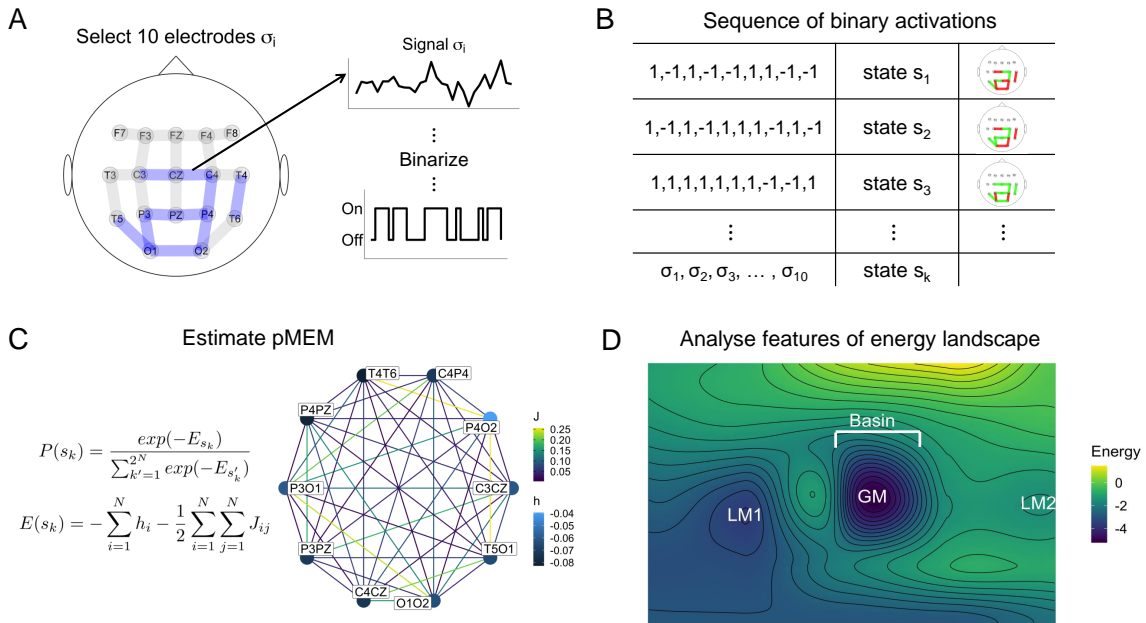 A
Select 10 electrodes σi
F7 F3 FZ F4 F8
T3 C3 CZ C4 T4
T5 P3 PZ P4 T6
O1 O2
Signal σi
⋮
Binarize
⋮
On
Off
B
Sequence of binary activations
1,-1,1,-1,-1,1,1,-1,-1 state s1
1,-1,1,-1,1,1,1,-1,1,-1 state s2
1,1,1,1,1,1,1,-1,-1,1 state s3
⋮ ⋮ ⋮
σ1, σ2, σ3, … , σ10 state sk
C
Estimate pMEM
P(sk) = exp(−Esk) / ∑k′=1 2N exp(−Es′k)
E(sk) = − ∑i=1 N hi − 1/2 ∑i=1 N ∑j=1 N Jij
T4T6 C4P4
P4PZ P4O2
P3O1 C3CZ
P3PZ T5O1
C4CZ O1O2
J
0.25
0.20
0.15
0.10
0.05
h
-0.04
-0.05
-0.06
-0.07
-0.08
D
Analyse features of energy landscape
Basin
LM1 GM LM2
Energy
0
-2
-4